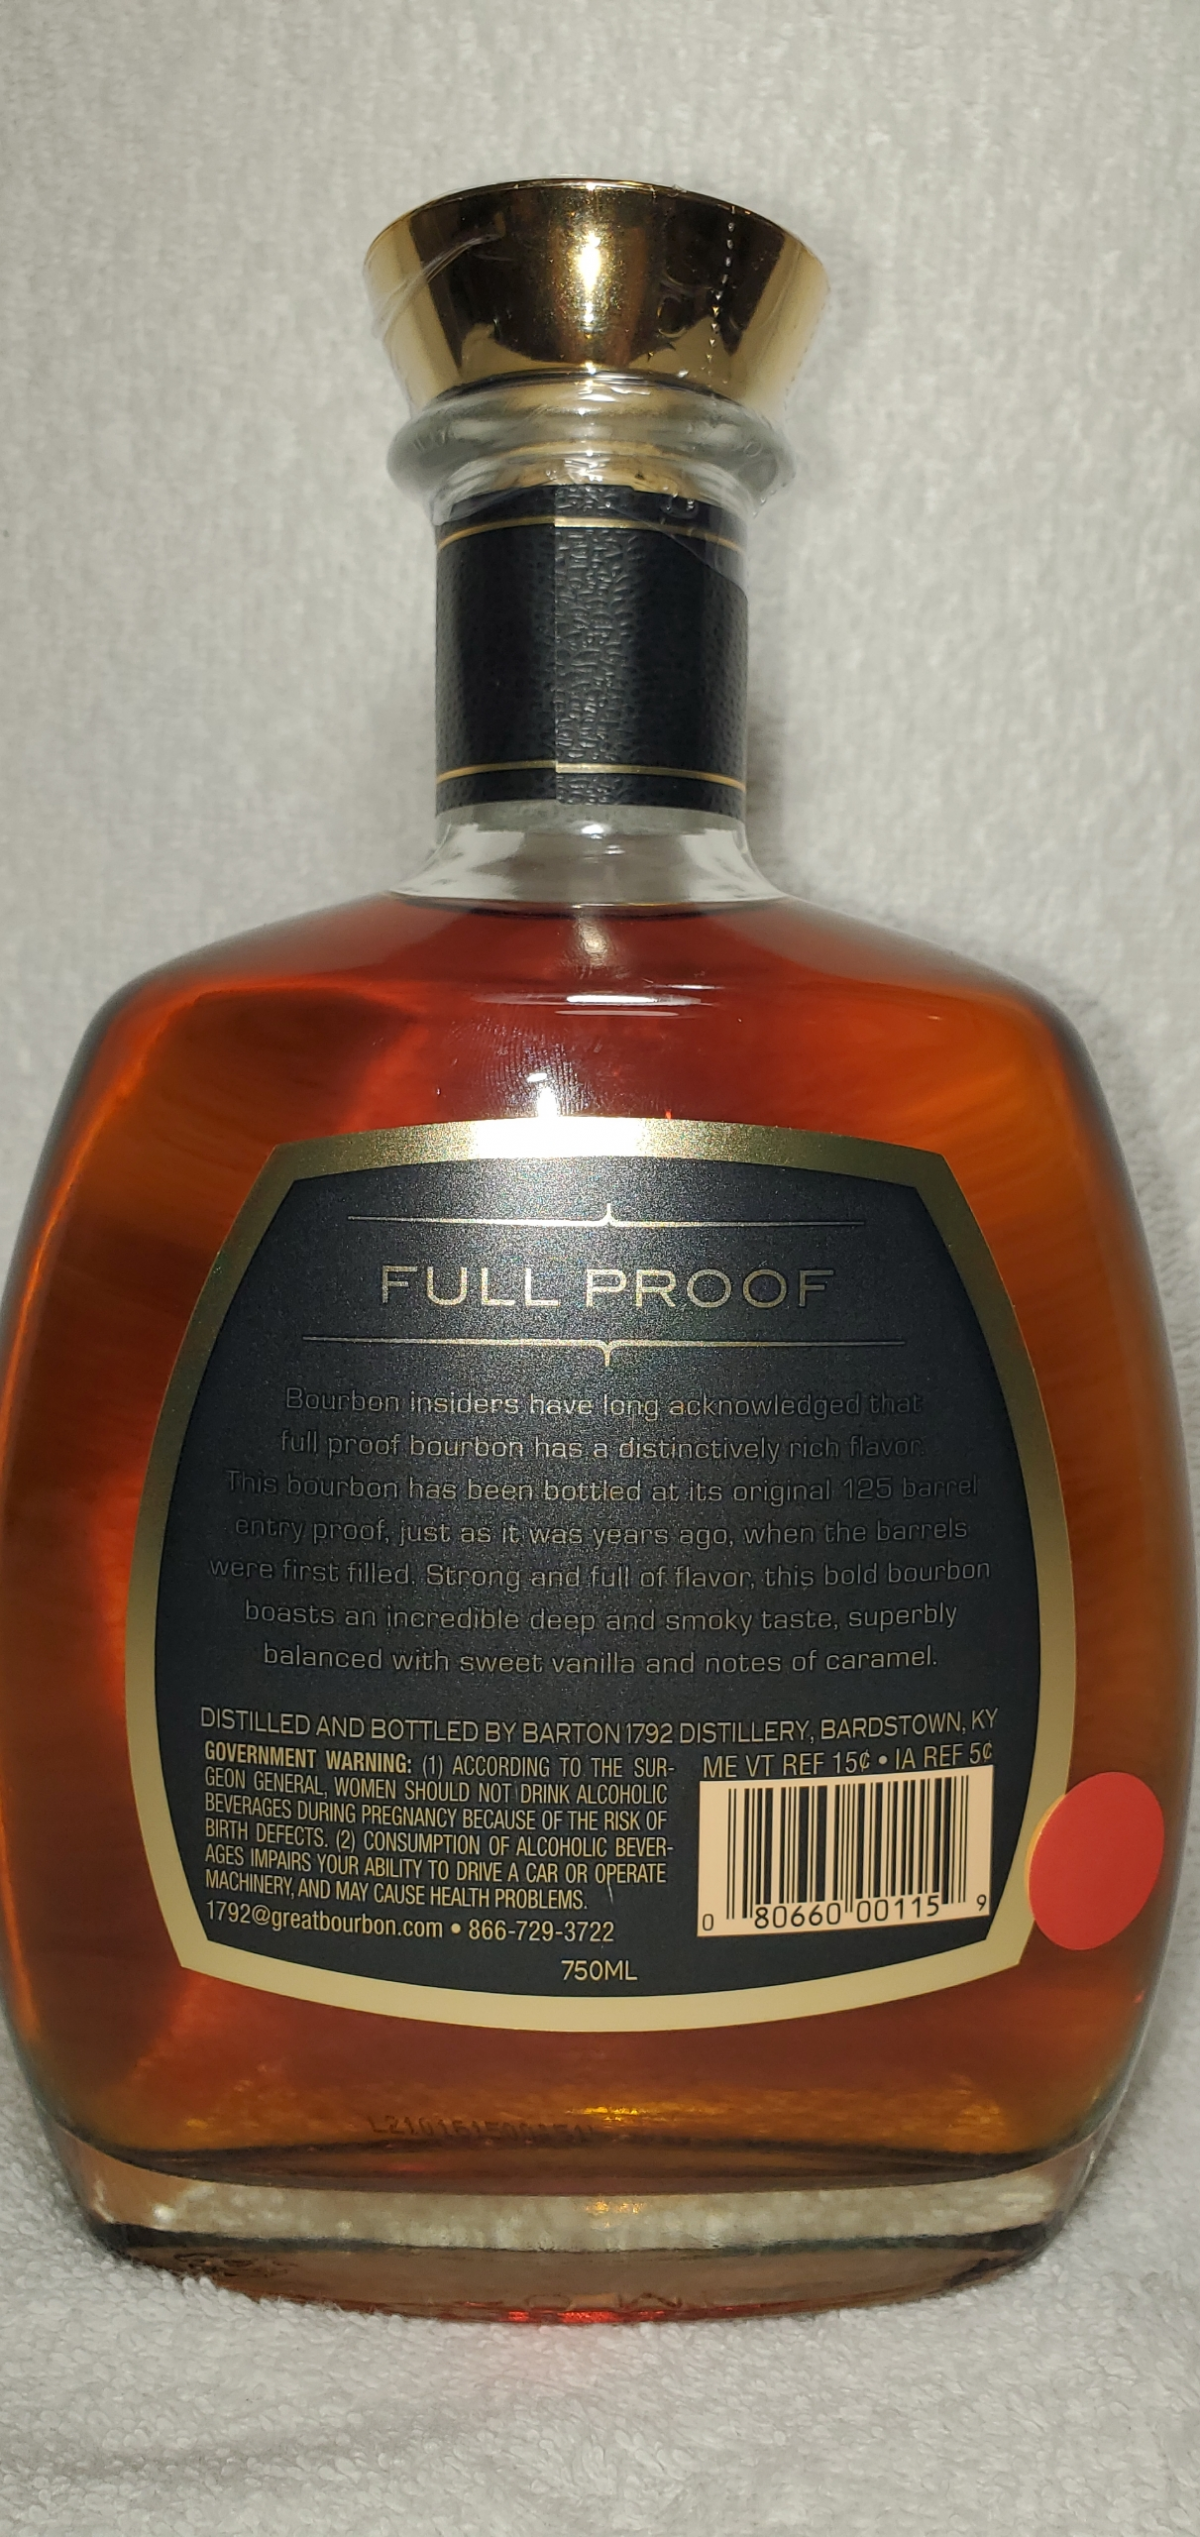 FULL PROOF
Bourbon insiders have long acknowledged that
full proof bourbon has a distinctively rich flavor.
This bourbon has been bottled at its original 125 barrel
entry proof, just as it was years ago, when the barrels
were first filled. Strong and full of flavor, this bold bourbon
boasts an incredible deep and smoky taste, superbly
balanced with sweet vanilla and notes of caramel.
DISTILLED AND BOTTLED BY BARTON 1792 DISTILLERY, BARDSTOWN, KY
GOVERNMENT WARNING: (1) ACCORDING TO THE SUR-
GEON GENERAL, WOMEN SHOULD NOT DRINK ALCOHOLIC
BEVERAGES DURING PREGNANCY BECAUSE OF THE RISK OF
BIRTH DEFECTS. (2) CONSUMPTION OF ALCOHOLIC BEVER-
AGES IMPAIRS YOUR ABILITY TO DRIVE A CAR OR OPERATE
MACHINERY, AND MAY CAUSE HEALTH PROBLEMS.
1792@greatbourbon.com • 866-729-3722
ME VT REF 15¢ • IA REF 5¢
0 80660 00115 9
750ML